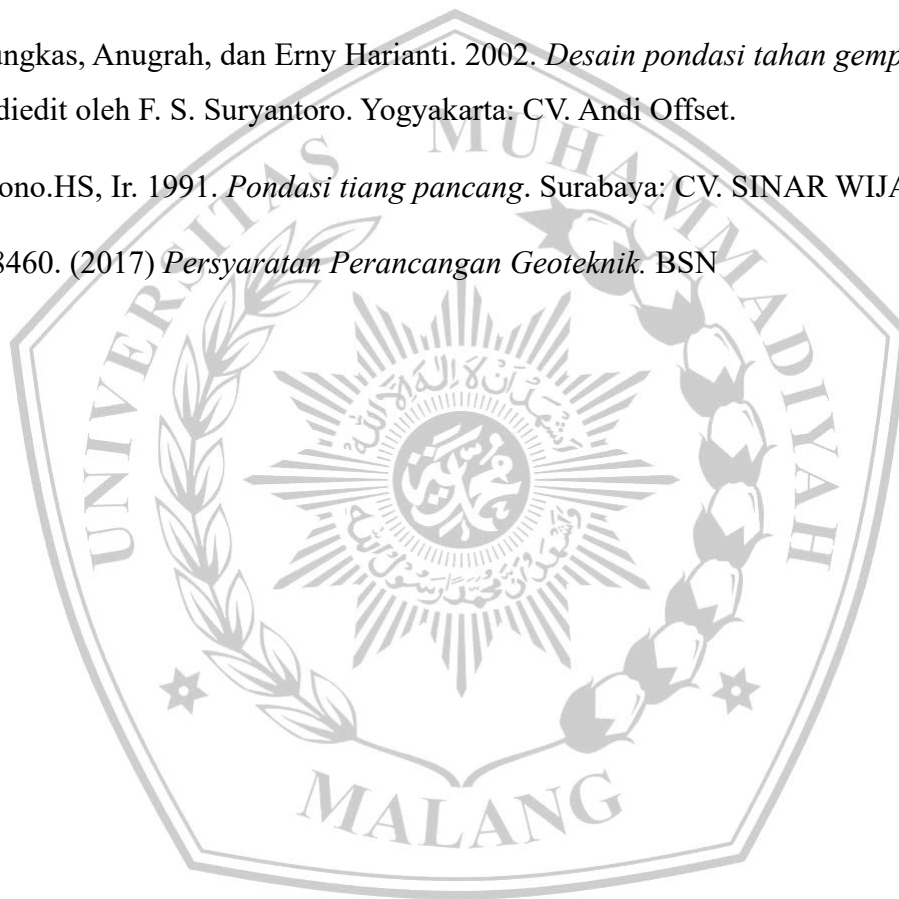 ungkas, Anugrah, dan Erny Harianti. 2002. Desain pondasi tahan gemp
diedit oleh F. S. Suryantoro. Yogyakarta: CV. Andi Offset.
ono.HS, Ir. 1991. Pondasi tiang pancang. Surabaya: CV. SINAR WIJA
8460. (2017) Persyaratan Perancangan Geoteknik. BSN
UNIVERSITAS MUHAMMADIYAH
MALANG